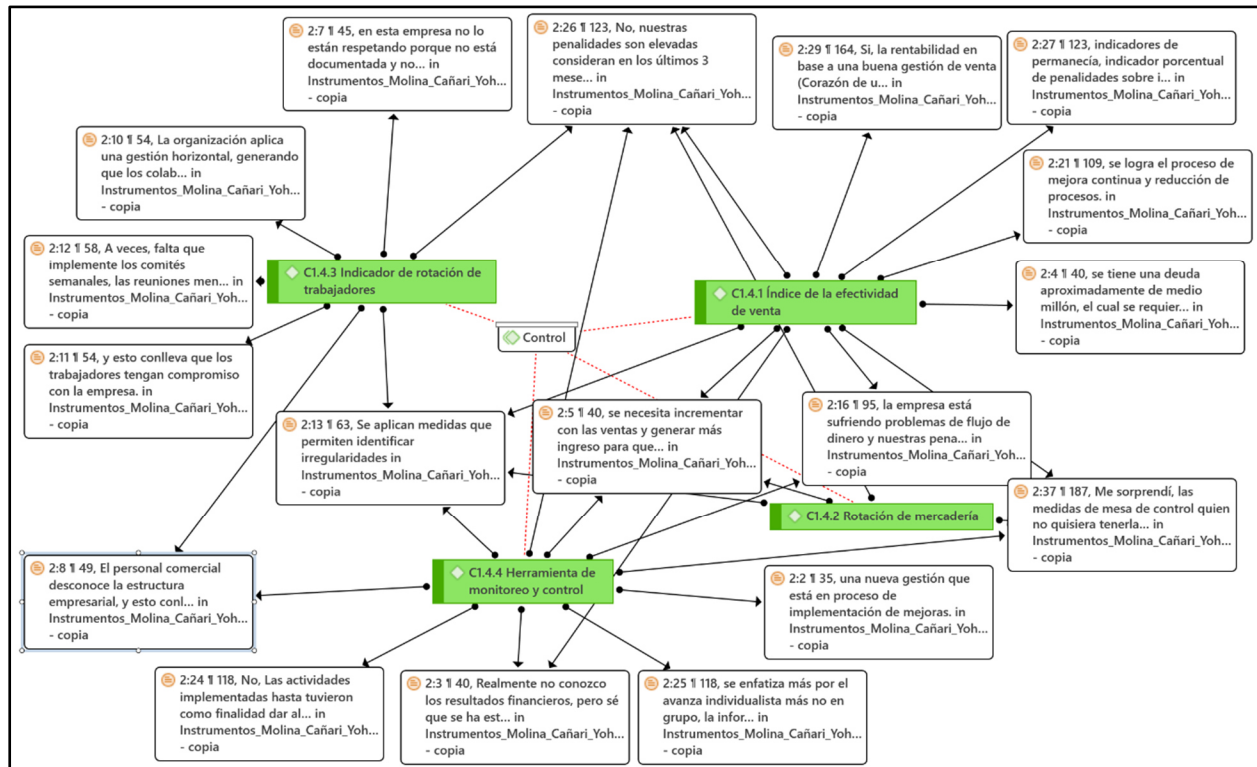 2:7 ¶ 45, en esta empresa no lo
están respetando porque no está
documentada y no... in
Instrumentos_Molina_Cañari_Yoh...
- copia
2:26 ¶ 123, No, nuestras
penalidades son elevadas
consideran en los últimos 3
mese... in
Instrumentos_Molina_Cañari_Yoh...
- copia
2:29 ¶ 164, Si, la rentabilidad en
base a una buena gestión de venta
(Corazón de u... in
Instrumentos_Molina_Cañari_Yoh...
- copia
2:27 ¶ 123, indicadores de
permanecía, indicador porcentual
de penalidades sobre i... in
Instrumentos_Molina_Cañari_Yoh...
- copia
2:10 ¶ 54, La organización aplica
una gestión horizontal, generando
que los colab... in
Instrumentos_Molina_Cañari_Yoh...
- copia
2:21 ¶ 109, se logra el proceso de
mejora continua y reducción de
procesos. in
Instrumentos_Molina_Cañari_Yoh...
- copia
2:12 ¶ 58, A veces, falta que
implemente los comités
semanales, las reuniones men... in
Instrumentos_Molina_Cañari_Yoh...
- copia
C1.4.3 Indicador de rotación de
trabajadores
C1.4.1 Índice de la efectividad
de venta
2:4 ¶ 40, se tiene una deuda
aproximadamente de medio
millón, el cual se requier... in
Instrumentos_Molina_Cañari_Yoh...
- copia
Control
2:11 ¶ 54, y esto conlleva que los
trabajadores tengan compromiso
con la empresa. in
Instrumentos_Molina_Cañari_Yoh...
- copia
2:13 ¶ 63, Se aplican medidas que
permiten identificar
irregularidades in
Instrumentos_Molina_Cañari_Yoh...
- copia
2:5 ¶ 40, se necesita incrementar
con las ventas y generar más
ingreso para que... in
Instrumentos_Molina_Cañari_Yoh...
- copia
2:16 ¶ 95, la empresa está
sufriendo problemas de flujo de
dinero y nuestras pena... in
Instrumentos_Molina_Cañari_Yoh...
- copia
2:37 ¶ 187, Me sorprendí, las
medidas de mesa de control quien
no quisiera tenerla... in
Instrumentos_Molina_Cañari_Yoh...
- copia
C1.4.2 Rotación de mercadería
2:8 ¶ 49, El personal comercial
desconoce la estructura
empresarial, y esto conl... in
Instrumentos_Molina_Cañari_Yoh...
- copia
C1.4.4 Herramienta de
monitoreo y control
2:2 ¶ 35, una nueva gestión que
está en proceso de
implementación de mejoras. in
Instrumentos_Molina_Cañari_Yoh...
- copia
2:24 ¶ 118, No, Las actividades
implementadas hasta tuvieron
como finalidad dar al... in
Instrumentos_Molina_Cañari_Yoh...
- copia
2:3 ¶ 40, Realmente no conozco
los resultados financieros, pero sé
que se ha est... in
Instrumentos_Molina_Cañari_Yoh...
- copia
2:25 ¶ 118, se enfatiza más por el
avanza individualista más no en
grupo, la infor... in
Instrumentos_Molina_Cañari_Yoh...
- copia